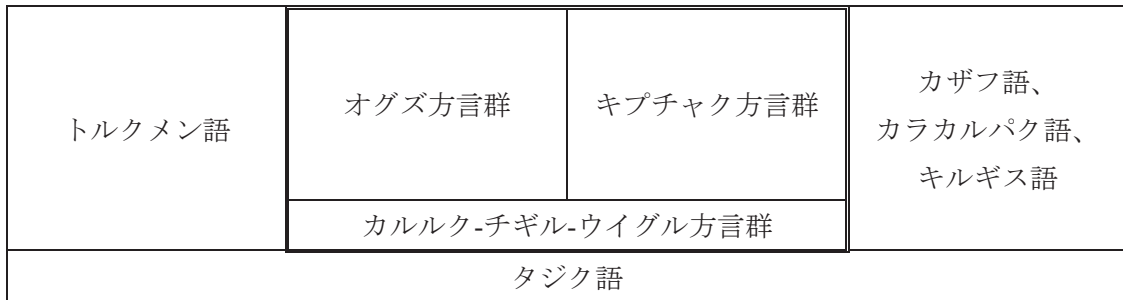 トルクメン語
オグズ方言群
キプチャク方言群
カザフ語、
カラカルパク語、
キルギス語
カルルク-チギル-ウイグル方言群
タジク語